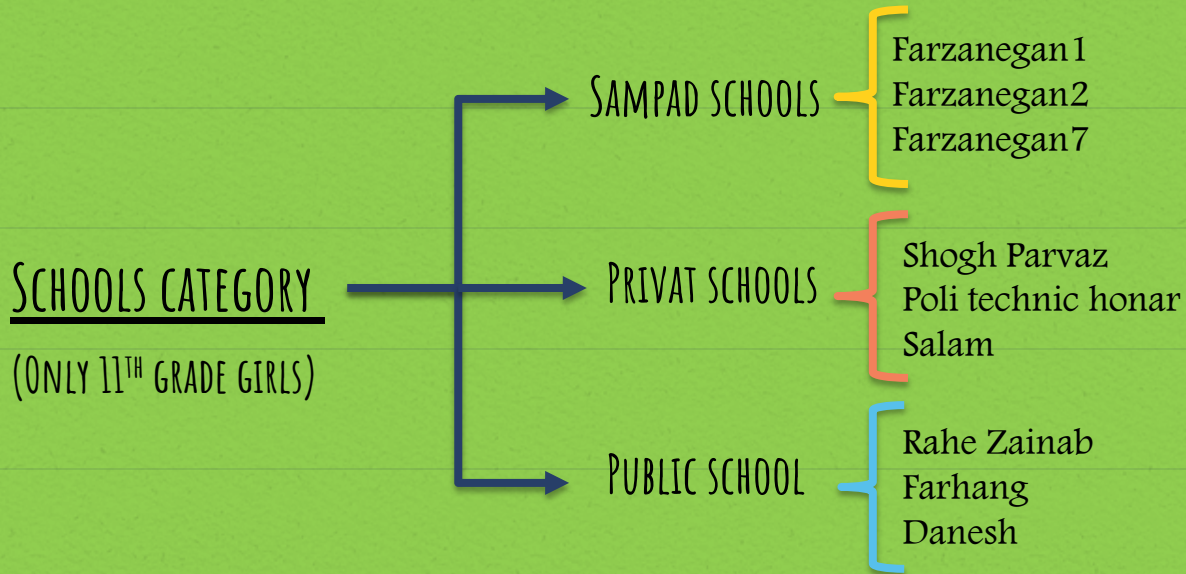 Schools category
(Only 11th grade girls)
Sampad schools
Farzanegan1
Farzanegan2
Farzanegan7
Privat schools
Shogh Parvaz
Poli technic honar
Salam
Public school
Rahe Zainab
Farhang
Danesh